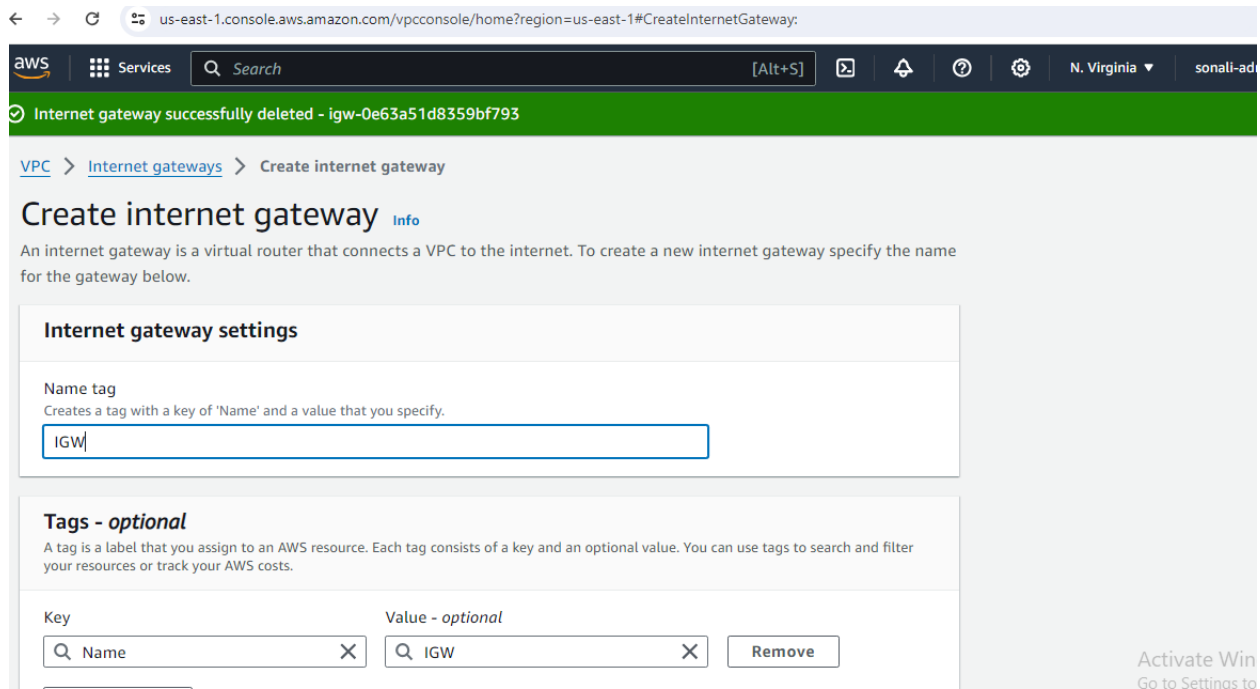 us-east-1.console.aws.amazon.com/vpcconsole/home?region=us-east-1#CreateInternetGateway:
aws Services Search [Alt+S] N. Virginia sonali-ad
Internet gateway successfully deleted - igw-0e63a51d8359bf793
VPC > Internet gateways > Create internet gateway
Create internet gateway Info
An internet gateway is a virtual router that connects a VPC to the internet. To create a new internet gateway specify the name
for the gateway below.
Internet gateway settings
Name tag
Creates a tag with a key of 'Name' and a value that you specify.
IGW
Tags - optional
A tag is a label that you assign to an AWS resource. Each tag consists of a key and an optional value. You can use tags to search and filter
your resources or track your AWS costs.
Key Value - optional
Name IGW Remove
Activate Win
Go to Settings to